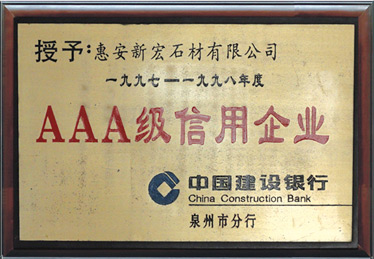 授予:惠安新宏石材有限公司
一九九七—一九九八年度
AAA级信用企业
中国建设银行
China Construction Bank
泉州市分行